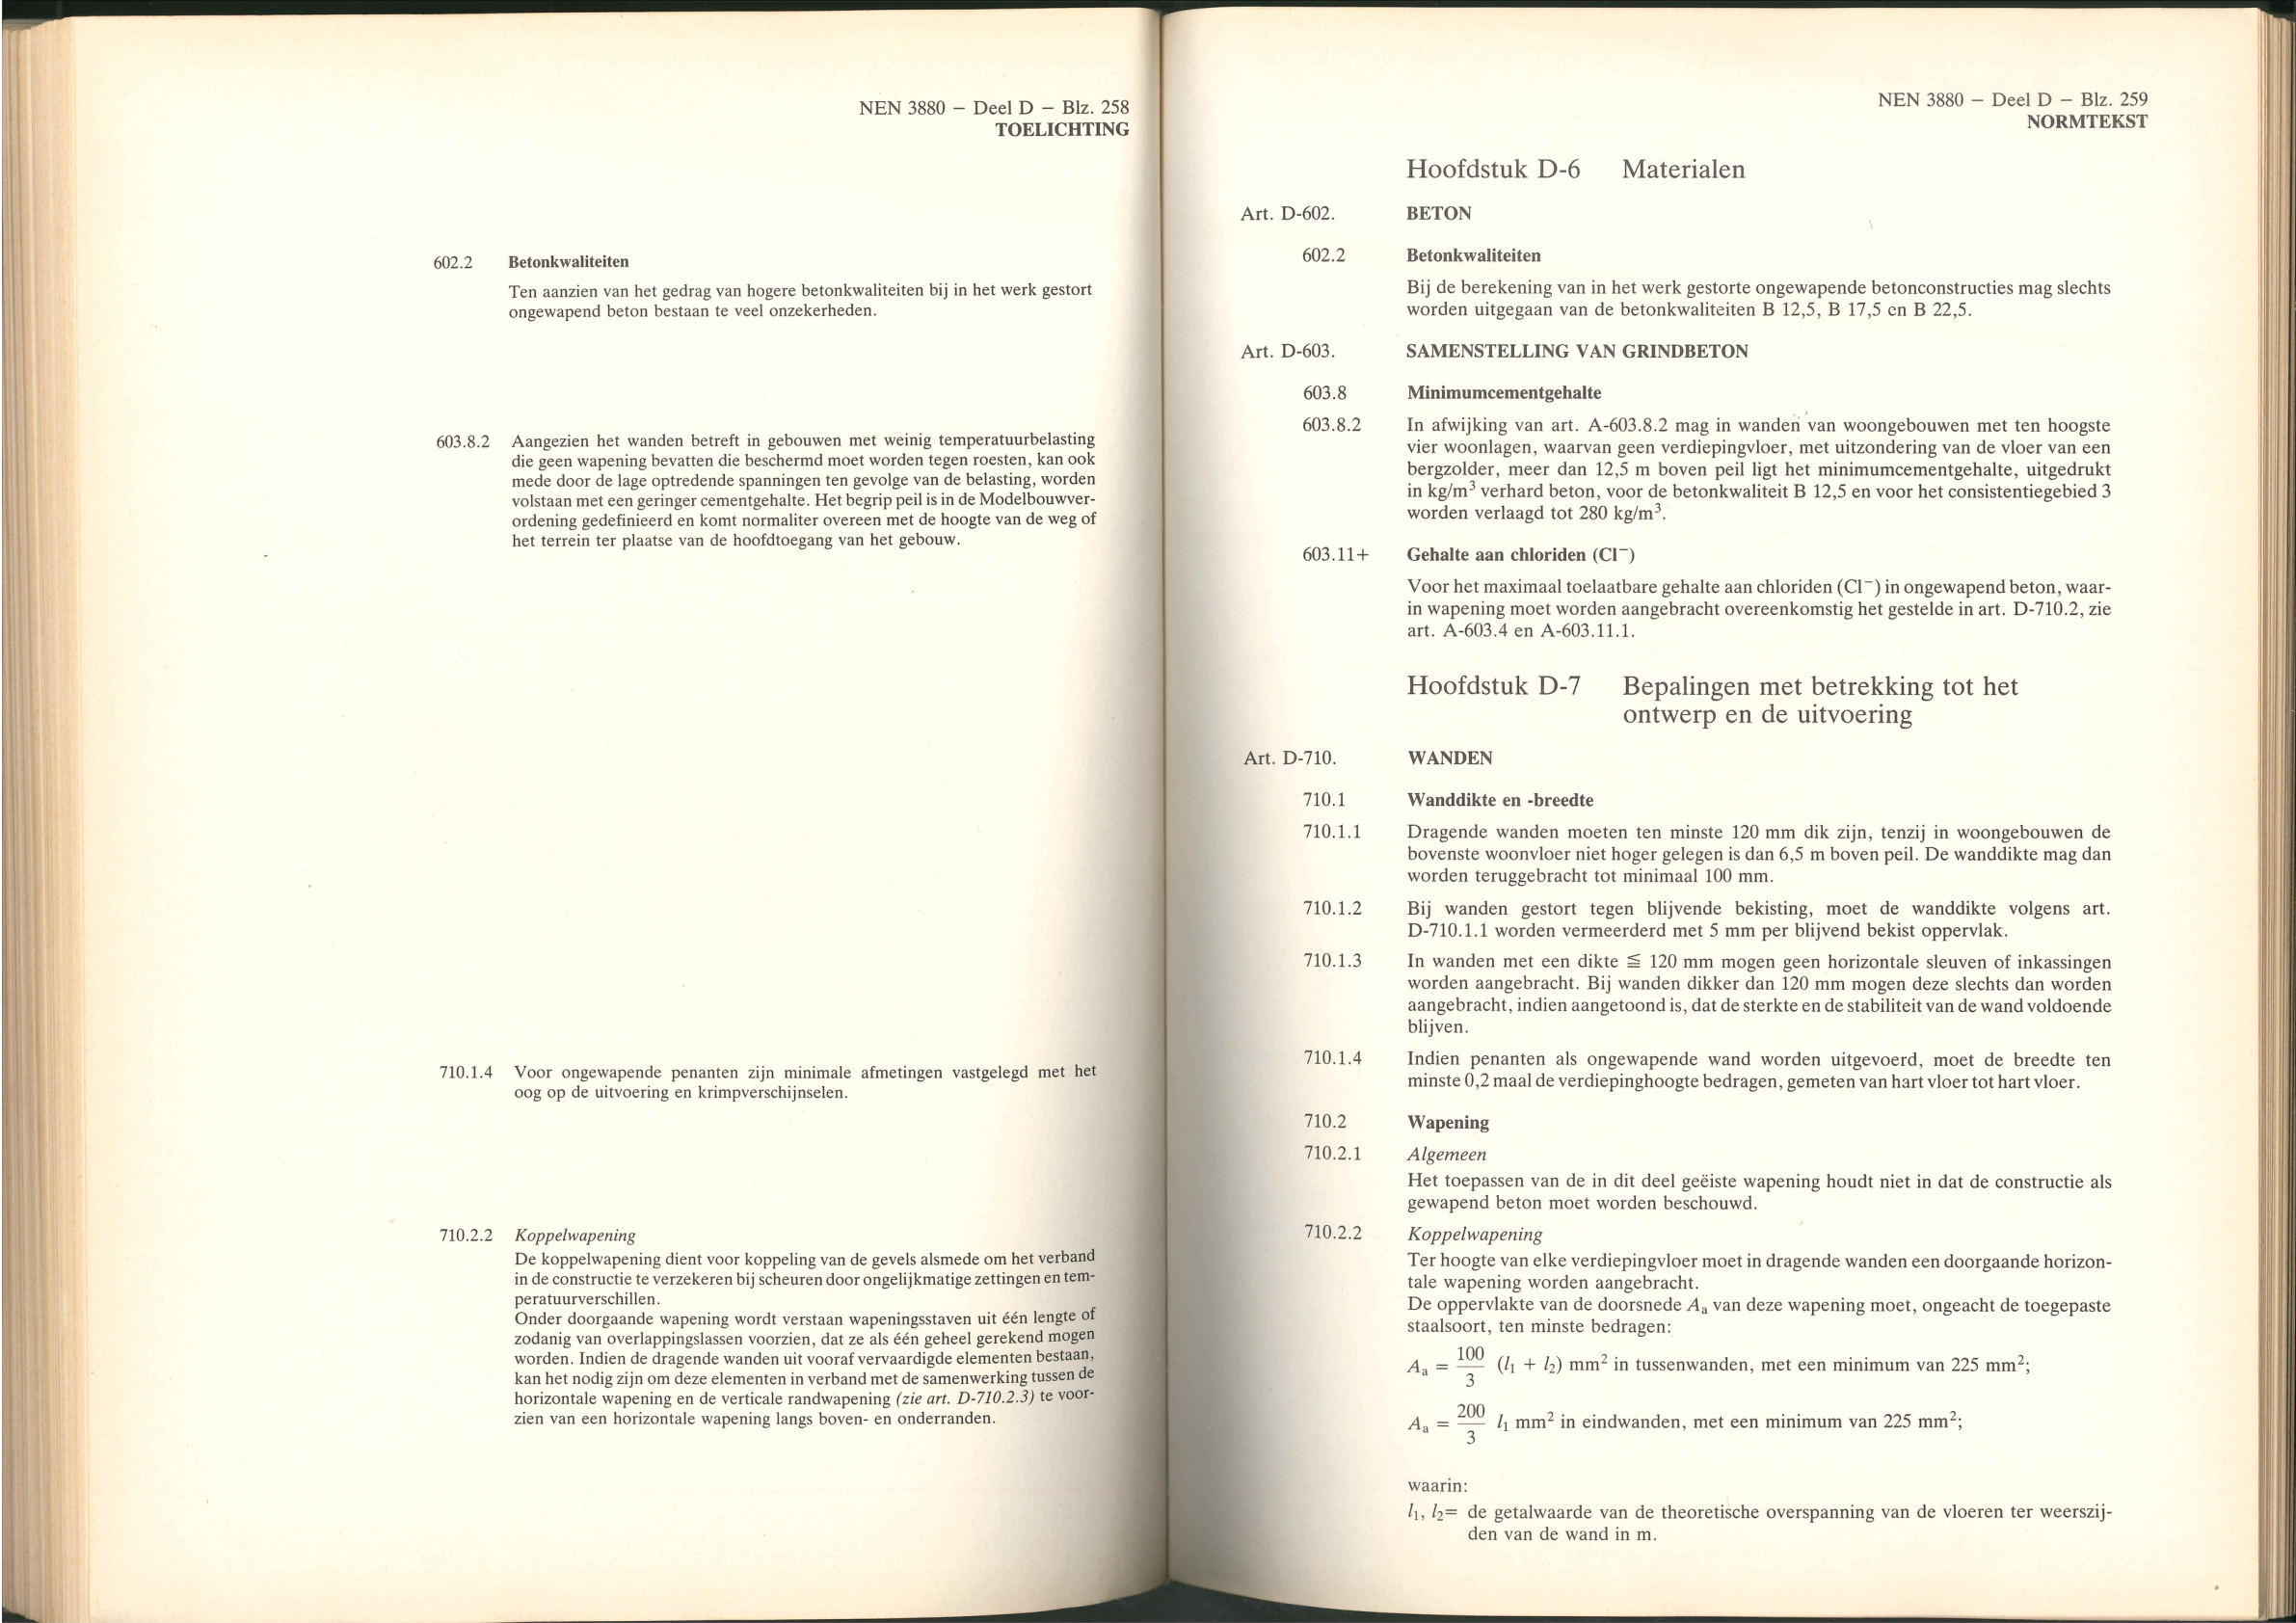 NEN 3880 — Deel D — Blz. 258
TOELICHTING
602.2 Betonkwaliteiten
Ten aanzien van het gedrag van hogere betonkwaliteiten bij in het werk gestort
ongewapend beton bestaan te veel onzekerheden.
603.8.2 Aangezien het wanden betreft in gebouwen met weinig temperatuurbelasting
die geen wapening bevatten die beschermd moet worden tegen roesten, kan ook
mede door de lage optredende spanningen ten gevolge van de belasting, worden
volstaan met een geringer cementgehalte. Het begrip peil is in de Modelbouwver-
ordening gedefinieerd en komt normaliter overeen met de hoogte van de weg of
het terrein ter plaatse van de hoofdtoegang van het gebouw.
710.1.4 Voor ongewapende penanten zijn minimale afmetingen vastgelegd met het
oog op de uitvoering en krimpverschijnselen.
710.2.2 Koppelwapening
De koppelwapening dient voor koppeling van de gevels alsmede om het verband
in de constructie te verzekeren bij scheuren door ongelijkmatige zettingen en tem-
peratuurverschillen.
Onder doorgaande wapening wordt verstaan wapeningsstaven uit één lengte of
zodanig van overlappingslassen voorzien, dat ze als één geheel gerekend mogen
worden. Indien de dragende wanden uit vooraf vervaardigde elementen bestaan,
kan het nodig zijn om deze elementen in verband met de samenwerking tussen de
horizontale wapening en de verticale randwapening (zie art. D-710.2.3) te voor-
zien van een horizontale wapening langs boven- en onderranden.
NEN 3880 — Deel D — Blz. 259
NORMTEKST
Hoofdstuk D-6 Materialen
Art. D-602. BETON
602.2 Betonkwaliteiten
Bij de berekening van in het werk gestorte ongewapende betonconstructies mag slechts
worden uitgegaan van de betonkwaliteiten B 12,5, B 17,5 en B 22,5.
Art. D-603. SAMENSTELLING VAN GRINDBETON
603.8 Minimumcementgehalte
603.8.2 In afwijking van art. A-603.8.2 mag in wanden van woongebouwen met ten hoogste
vier woonlagen, waarvan geen verdiepingvloer, met uitzondering van de vloer van een
bergzolder, meer dan 12,5 m boven peil ligt het minimumcementgehalte, uitgedrukt
in kg/m³ verhard beton, voor de betonkwaliteit B 12,5 en voor het consistentiegebied 3
worden verlaagd tot 280 kg/m³.
603.11+ Gehalte aan chloriden (Cl⁻)
Voor het maximaal toelaatbare gehalte aan chloriden (Cl⁻) in ongewapend beton, waar-
in wapening moet worden aangebracht overeenkomstig het gestelde in art. D-710.2, zie
art. A-603.4 en A-603.11.1.
Hoofdstuk D-7 Bepalingen met betrekking tot het
ontwerp en de uitvoering
Art. D-710. WANDEN
710.1 Wanddikte en -breedte
710.1.1 Dragende wanden moeten ten minste 120 mm dik zijn, tenzij in woongebouwen de
bovenste woonvloer niet hoger gelegen is dan 6,5 m boven peil. De wanddikte mag dan
worden teruggebracht tot minimaal 100 mm.
710.1.2 Bij wanden gestort tegen blijvende bekisting, moet de wanddikte volgens art.
D-710.1.1 worden vermeerderd met 5 mm per blijvend bekist oppervlak.
710.1.3 In wanden met een dikte ≦ 120 mm mogen geen horizontale sleuven of inkassingen
worden aangebracht. Bij wanden dikker dan 120 mm mogen deze slechts dan worden
aangebracht, indien aangetoond is, dat de sterkte en de stabiliteit van de wand voldoende
blijven.
710.1.4 Indien penanten als ongewapende wand worden uitgevoerd, moet de breedte ten
minste 0,2 maal de verdiepinghoogte bedragen, gemeten van hart vloer tot hart vloer.
710.2 Wapening
710.2.1 Algemeen
Het toepassen van de in dit deel geëiste wapening houdt niet in dat de constructie als
gewapend beton moet worden beschouwd.
710.2.2 Koppelwapening
Ter hoogte van elke verdiepingvloer moet in dragende wanden een doorgaande horizon-
tale wapening worden aangebracht.
De oppervlakte van de doorsnede Aₐ van deze wapening moet, ongeacht de toegepaste
staalsoort, ten minste bedragen:
Aₐ = 100/3 (l₁ + l₂) mm² in tussenwanden, met een minimum van 225 mm²;
Aₐ = 200/3 l₁ mm² in eindwanden, met een minimum van 225 mm²;
waarin:
l₁, l₂= de getalwaarde van de theoretische overspanning van de vloeren ter weerszij-
den van de wand in m.